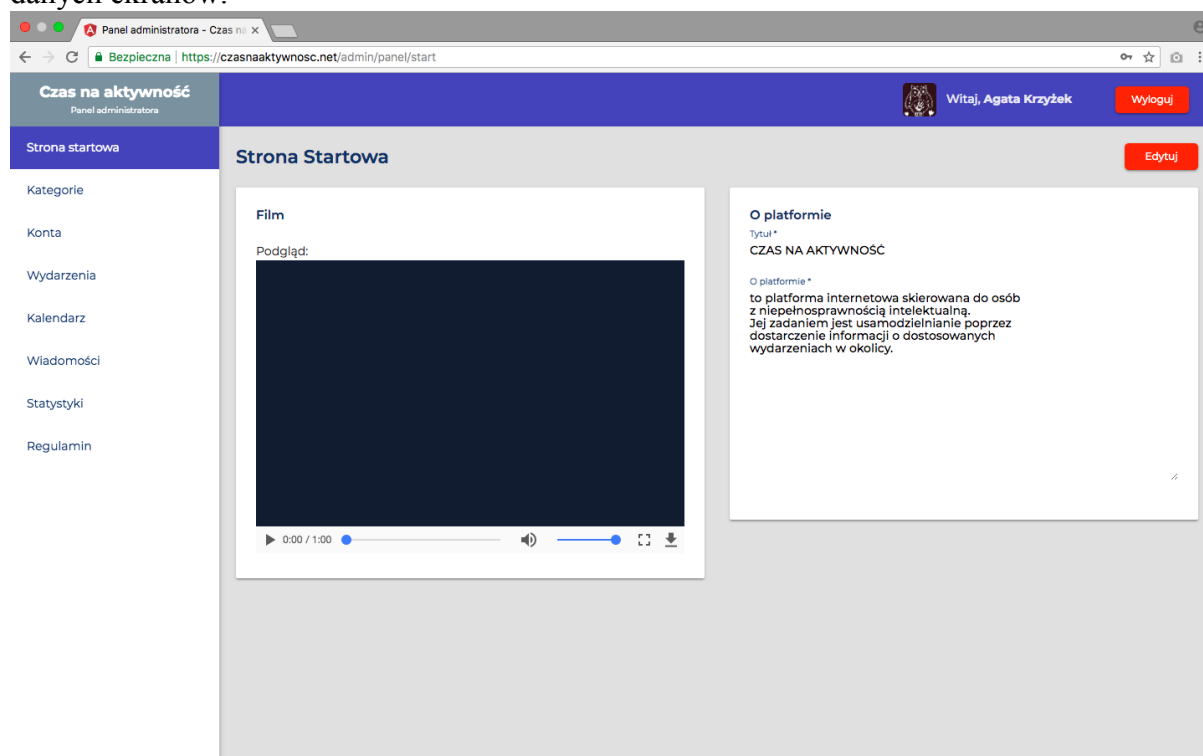 danych ekranów.
Panel administratora - Czas na
Bezpieczna | https://czasnaaktywnosc.net/admin/panel/start
Czas na aktywność
Panel administratora
Witaj, Agata Krzyżek
Wyloguj
Strona startowa
Kategorie
Konta
Wydarzenia
Kalendarz
Wiadomości
Statystyki
Regulamin
Strona Startowa
Edytuj
Film
Podgląd:
0:00 / 1:00
O platformie
Tytuł *
CZAS NA AKTYWNOŚĆ
O platformie *
to platforma internetowa skierowana do osób
z niepełnosprawnością intelektualną.
Jej zadaniem jest usamodzielnianie poprzez
dostarczenie informacji o dostosowanych
wydarzeniach w okolicy.